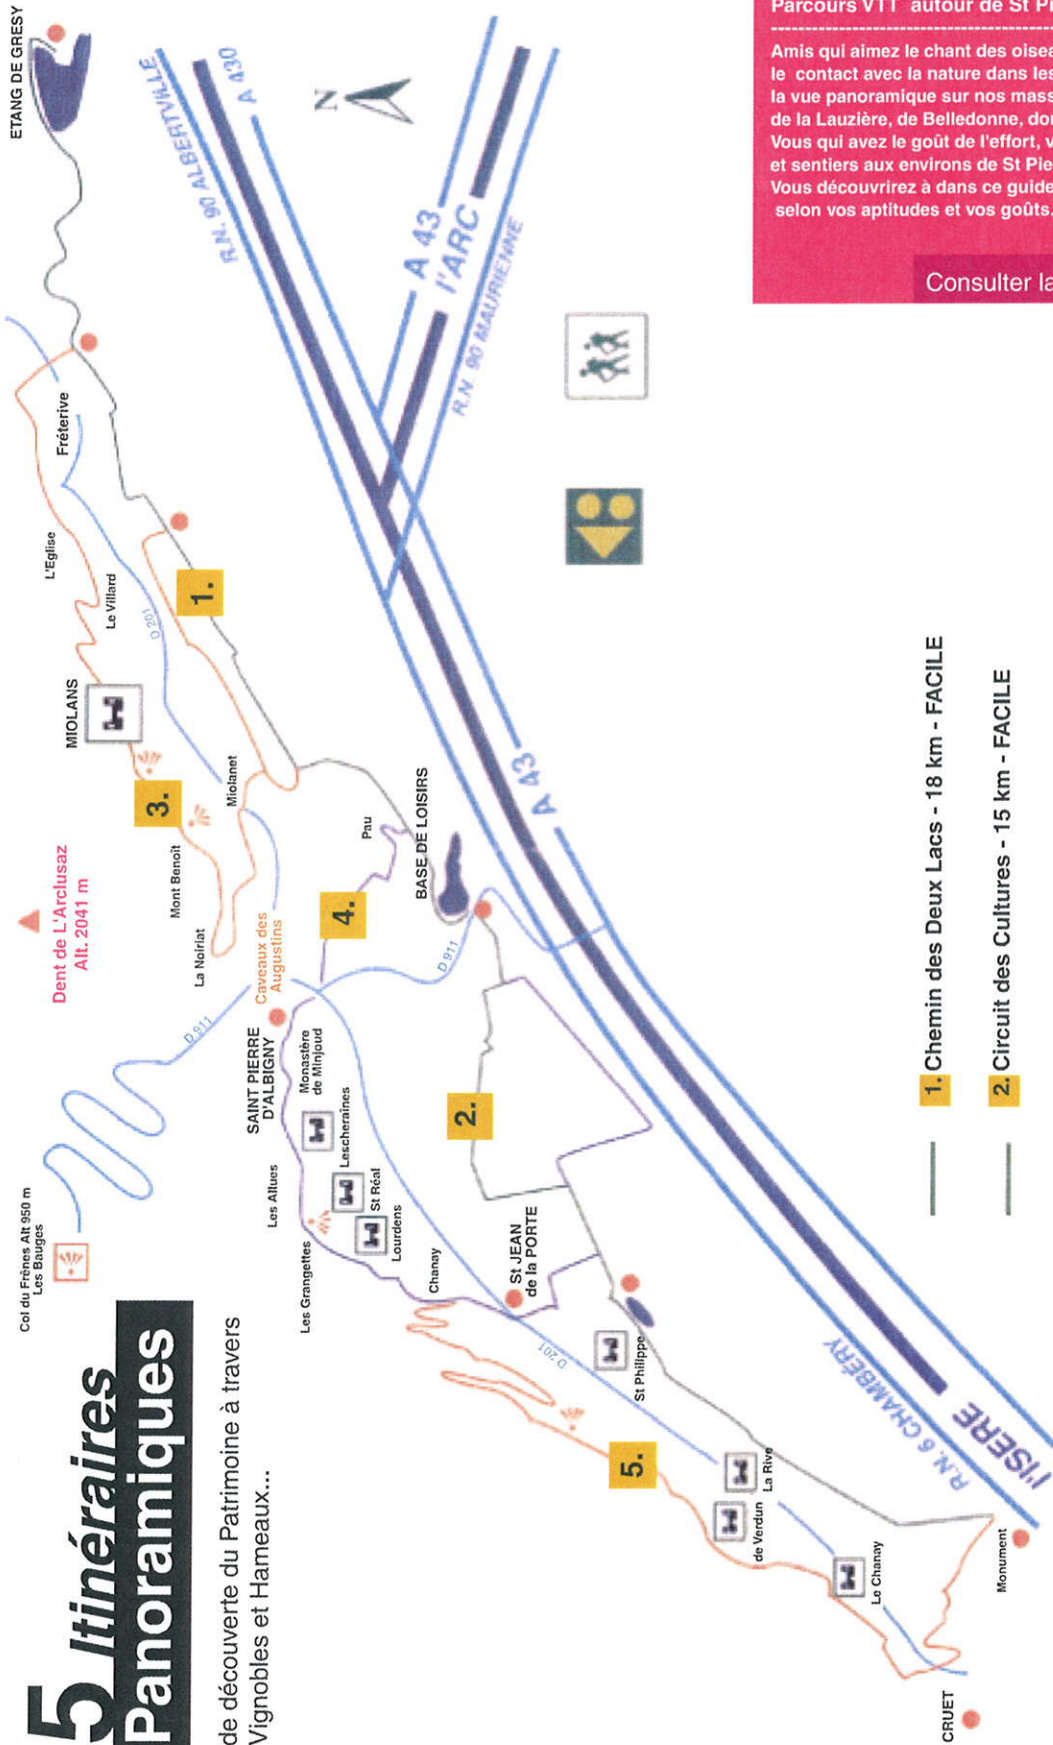 5 Itinéraires
Panoramiques
de découverte du Patrimoine à travers
Vignobles et Hameaux...
Col du Frênes Alt 950 m
Les Bauges
Dent de L'Arclusaz
Alt. 2041 m
ETANG DE GRESY
R.N. 90 ALBERTVILLE
A 430
N
A 43
l'ARC
R.N. 90 MAURIENNE
Fréterive
L'Eglise
Le Villard
D 201
1.
MIOLANS
3.
Mont Benoît
Miolanet
La Noiriat
Caveaux des
Augustins
Pau
4.
BASE DE LOISIRS
A 43
D 911
D 911
SAINT PIERRE
D'ALBIGNY
Monastère
de Minjoud
Lescheraines
Les Allues
St Réal
Lourdens
Les Grangettes
Chanay
2.
St JEAN
de la PORTE
D 201
St Philippe
5.
La Rive
de Verdun
Le Chanay
R.N. 6 CHAMBÉRY
l'ISERE
Monument
CRUET
1. Chemin des Deux Lacs - 18 km - FACILE
2. Circuit des Cultures - 15 km - FACILE
Parcours VTT autour de St Pi
Amis qui aimez le chant des oisea
le contact avec la nature dans les
la vue panoramique sur nos mass
de la Lauzière, de Belledonne, do
Vous qui avez le goût de l'effort, v
et sentiers aux environs de St Pie
Vous découvrirez à dans ce guide
selon vos aptitudes et vos goûts.
Consulter la